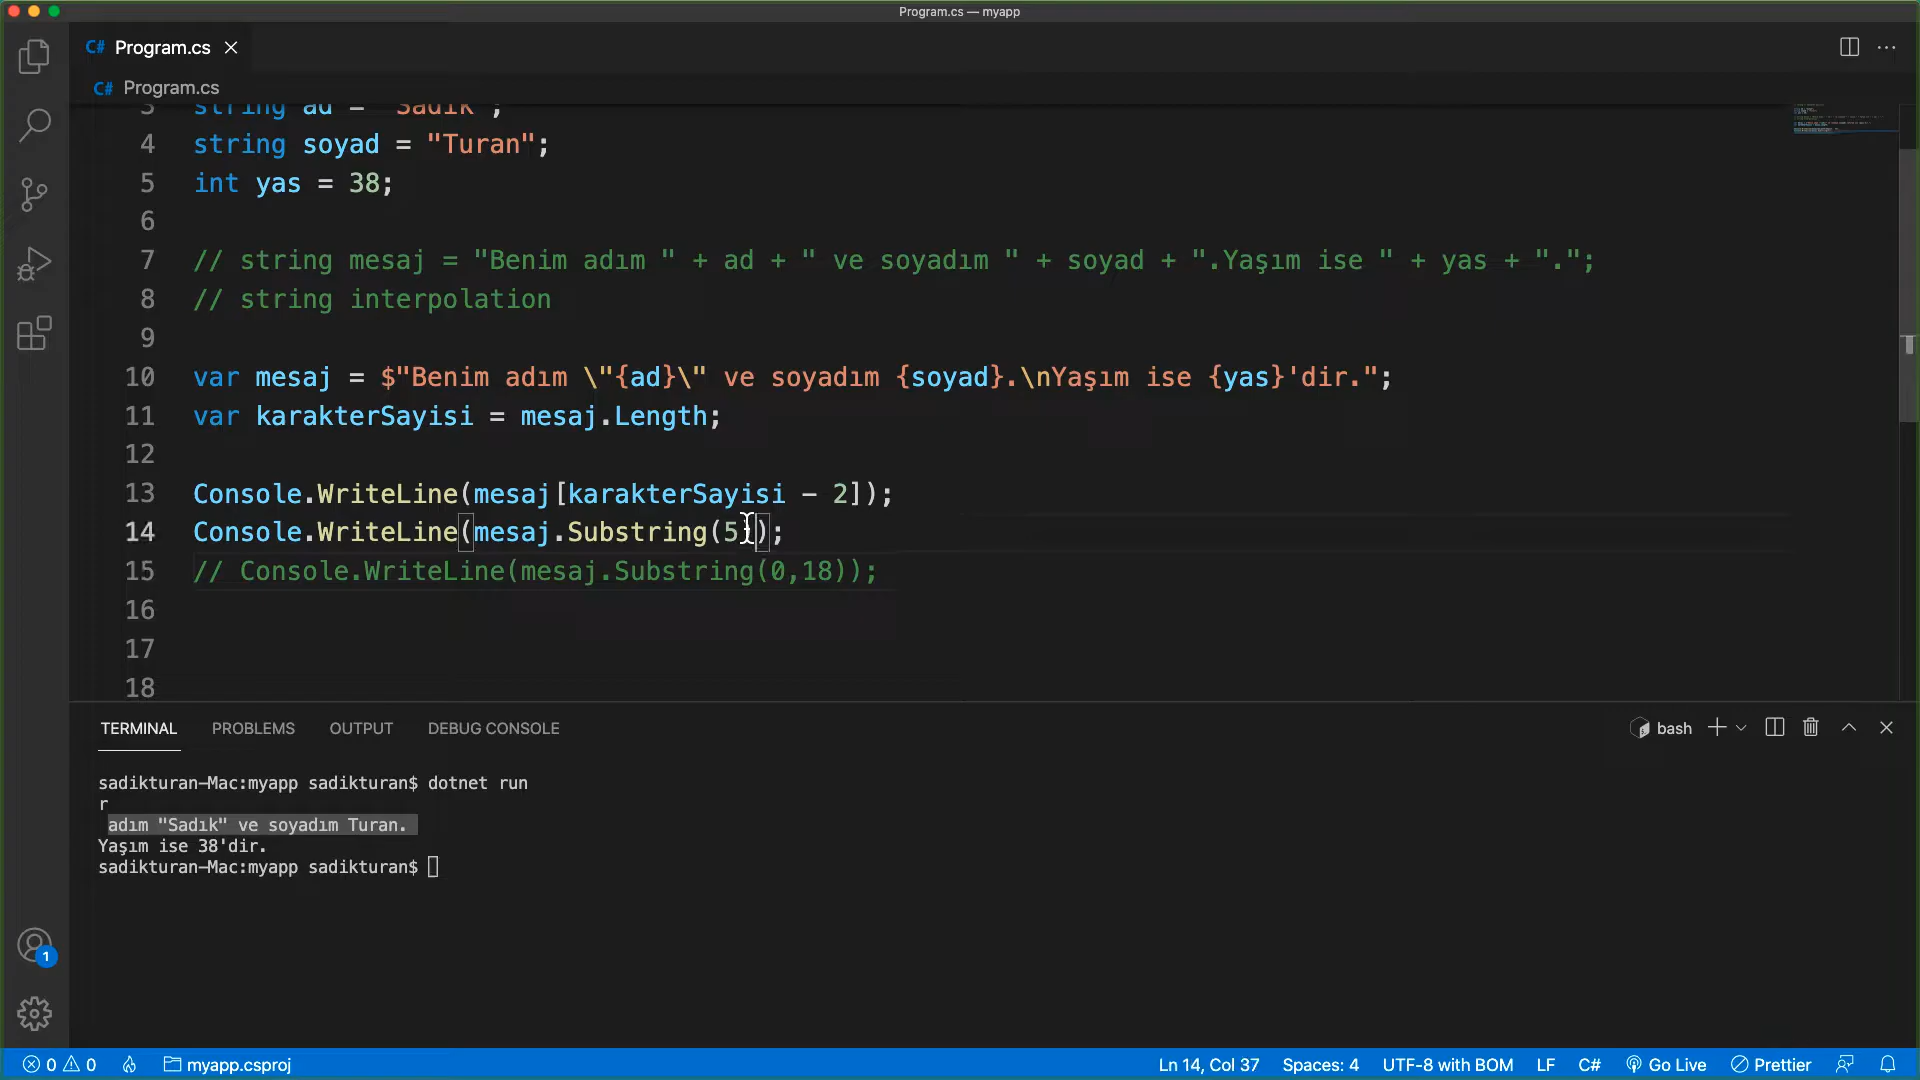 Program.cs — myapp
C# Program.cs
C# Program.cs
3 string ad = "Sadık";
4 string soyad = "Turan";
5 int yas = 38;
6
7 // string mesaj = "Benim adım " + ad + " ve soyadım " + soyad + ".Yaşım ise " + yas + ".";
8 // string interpolation
9
10 var mesaj = $"Benim adım \"{ad}\" ve soyadım {soyad}.\nYaşım ise {yas}'dir.";
11 var karakterSayisi = mesaj.Length;
12
13 Console.WriteLine(mesaj[karakterSayisi - 2]);
14 Console.WriteLine(mesaj.Substring(5));
15 // Console.WriteLine(mesaj.Substring(0,18));
16
17
18
TERMINAL PROBLEMS OUTPUT DEBUG CONSOLE bash
sadikturan-Mac:myapp sadikturan$ dotnet run
r
adım "Sadık" ve soyadım Turan.
Yaşım ise 38'dir.
sadikturan-Mac:myapp sadikturan$
1
0 0 myapp.csproj Ln 14, Col 37 Spaces: 4 UTF-8 with BOM LF C# Go Live Prettier